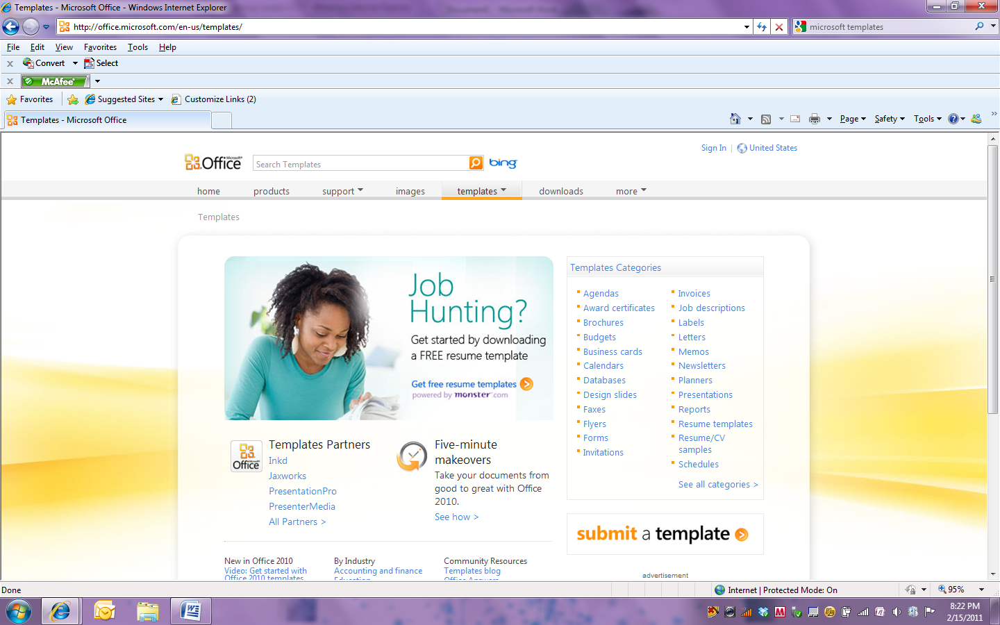 Templates - Microsoft Office - Windows Internet Explorer
http://office.microsoft.com/en-us/templates/
microsoft templates
File Edit View Favorites Tools Help
x Convert Select
x McAfee
Favorites Suggested Sites Customize Links (2)
Templates - Microsoft Office
Page Safety Tools
Sign In | United States
Microsoft Office Search Templates bing
home products support images templates downloads more
Templates
Job
Hunting?
Get started by downloading
a FREE resume template
Get free resume templates
powered by monster.com
Templates Categories
Agendas
Award certificates
Brochures
Budgets
Business cards
Calendars
Databases
Design slides
Faxes
Flyers
Forms
Invitations
Invoices
Job descriptions
Labels
Letters
Memos
Newsletters
Planners
Presentations
Reports
Resume templates
Resume/CV
samples
Schedules
See all categories >
Office
Templates Partners
Inkd
Jaxworks
PresentationPro
PresenterMedia
All Partners >
Five-minute
makeovers
Take your documents from
good to great with Office
2010.
See how >
submit a template
New in Office 2010
Video: Get started with
Office 2010 templates
By Industry
Accounting and finance
Education
Community Resources
Templates blog
Office Answers
advertisement
Done
Internet | Protected Mode: On
95%
8:22 PM
2/15/2011